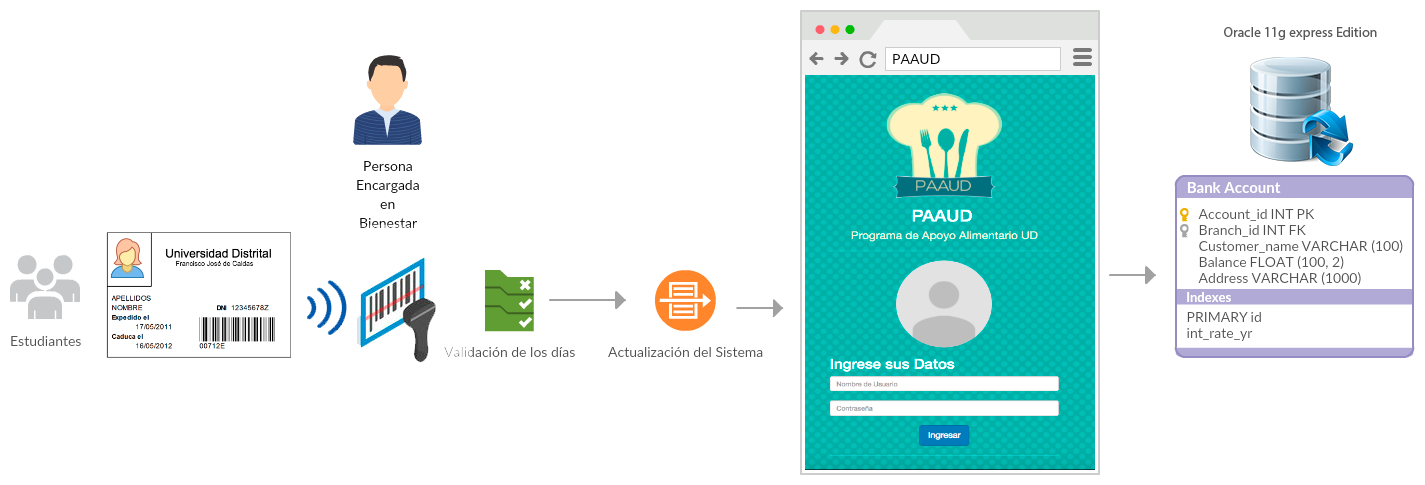 Estudiantes
Universidad Distrital
Francisco José de Caldas
APELLIDOS
NOMBRE
DNI 12345678Z
Expedido el
17/05/2011
Caduca el
16/05/2012
00712E
Persona
Encargada
en
Bienestar
Validación de los días
Actualización del Sistema
PAAUD
PAAUD
PAAUD
Programa de Apoyo Alimentario UD
Ingrese sus Datos
Nombre de Usuario
Contraseña
Ingresar
Oracle 11g express Edition
Bank Account
Account_id INT PK
Branch_id INT FK
Customer_name VARCHAR (100)
Balance FLOAT (100, 2)
Address VARCHAR (1000)
Indexes
PRIMARY id
int_rate_yr